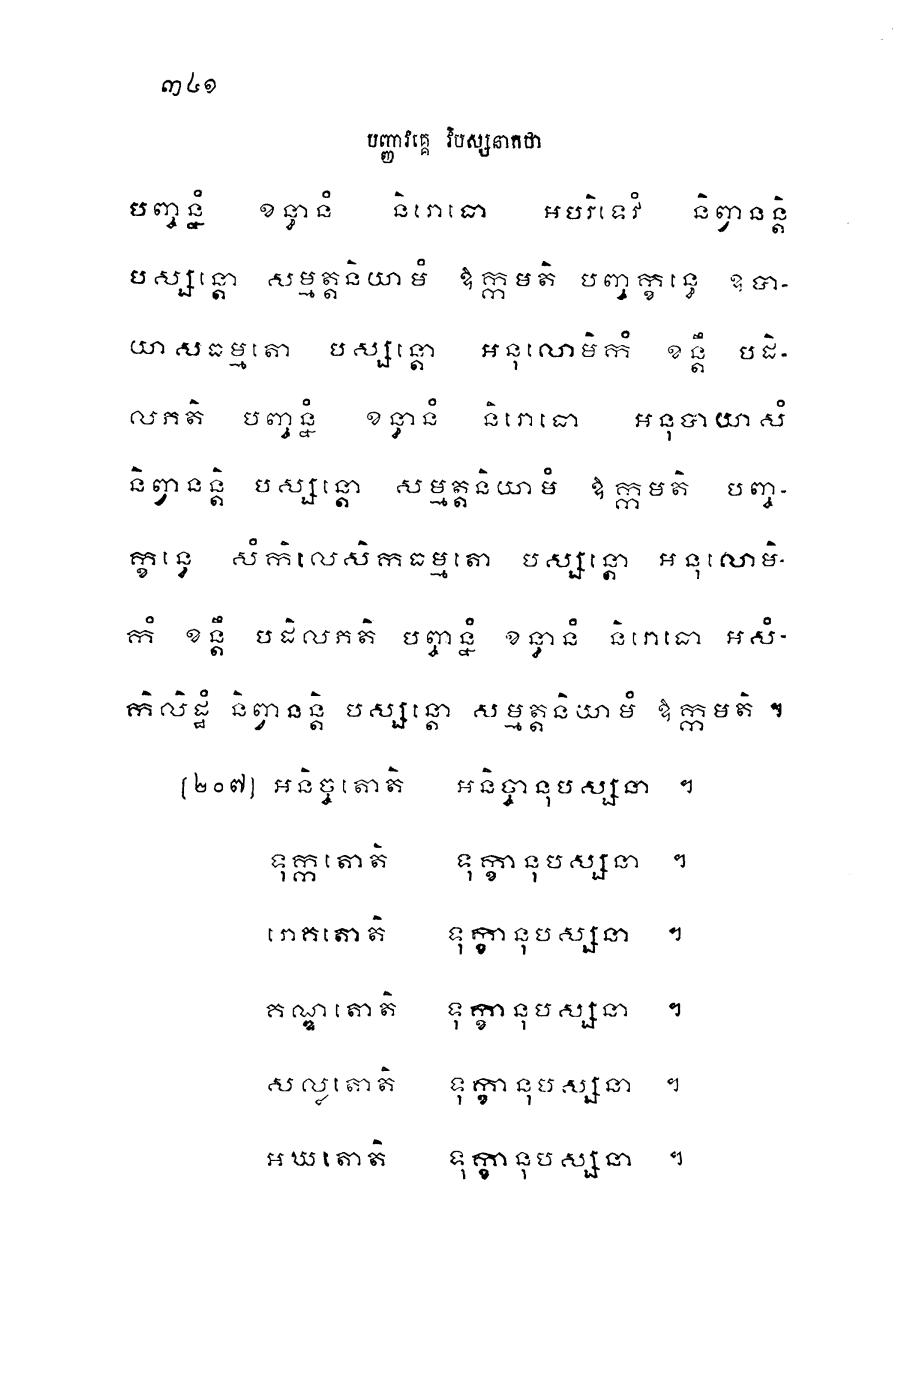 ៣៤១
បញ្ញាវគ្គេ វិបស្សនាកថា
បញ្ចន្នំ ខន្ធានំ និរោធោ អបរិទេវំ និព្វានន្តិ
បស្សន្តោ សម្មត្តនិយាមំ ឱក្កមតិ បញ្ចក្ខន្ធេ ឧបា-
យាសធម្មតោ បស្សន្តោ អនុលោមិកំ ខន្តឹ បដិ-
លភតិ បញ្ចន្នំ ខន្ធានំ និរោធោ អនុបាយាសំ
និព្វានន្តិ បស្សន្តោ សម្មត្តនិយាមំ ឱក្កមតិ បញ្ច-
ក្ខន្ធេ សំកិលេសិកធម្មតោ បស្សន្តោ អនុលោមិ-
កំ ខន្តឹ បដិលភតិ បញ្ចន្នំ ខន្ធានំ និរោធោ អសំ-
កិលិដ្ឋំ និព្វានន្តិ បស្សន្តោ សម្មត្តនិយាមំ ឱក្កមតិ ។
(២០៧) អនិច្ចតោតិ អនិច្ចានុបស្សនា ។
ទុក្កតោតិ ទុក្ខានុបស្សនា ។
រោគតោតិ ទុក្ខានុបស្សនា ។
គណ្ឌតោតិ ទុក្ខានុបស្សនា ។
សល្លតោតិ ទុក្ខានុបស្សនា ។
អឃតោតិ ទុក្ខានុបស្សនា ។